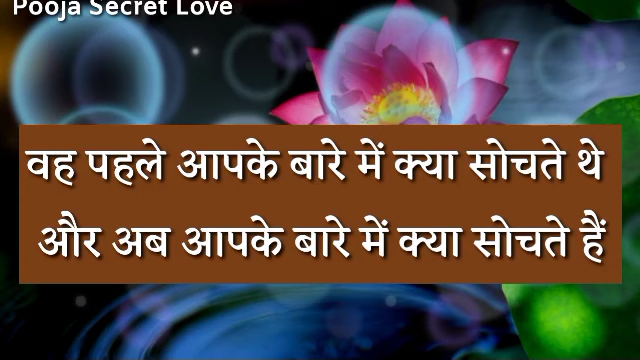 Pooja Secret Love
वह पहले आपके बारे में क्या सोचते थे
और अब आपके बारे में क्या सोचते हैं